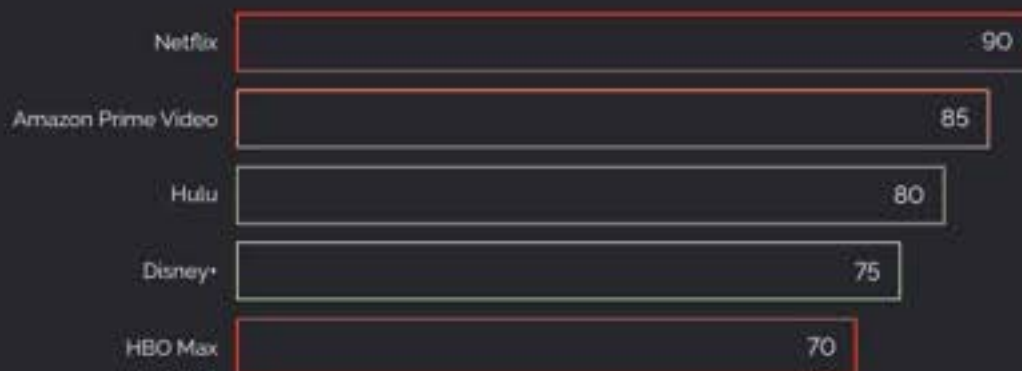 Netflix 90
Amazon Prime Video 85
Hulu 80
Disney+ 75
HBO Max 70